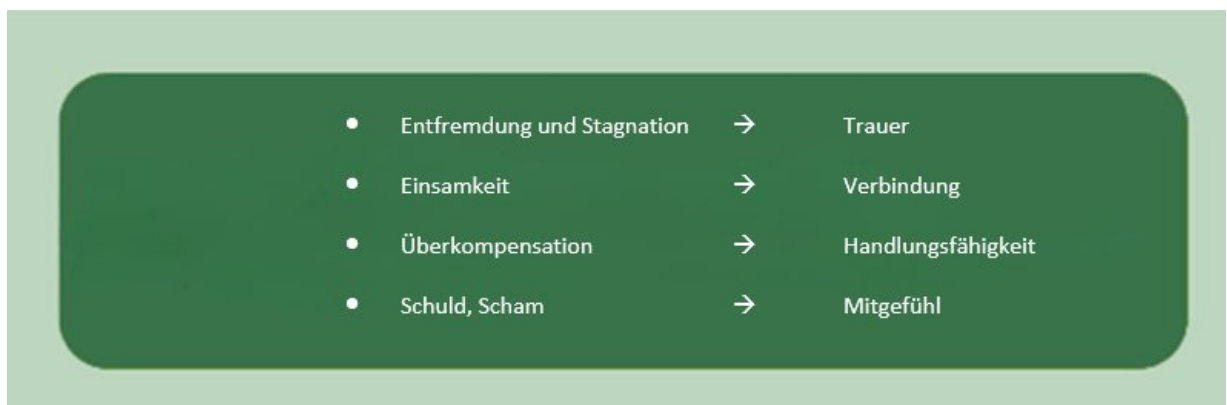 • Entfremdung und Stagnation → Trauer
• Einsamkeit → Verbindung
• Überkompensation → Handlungsfähigkeit
• Schuld, Scham → Mitgefühl